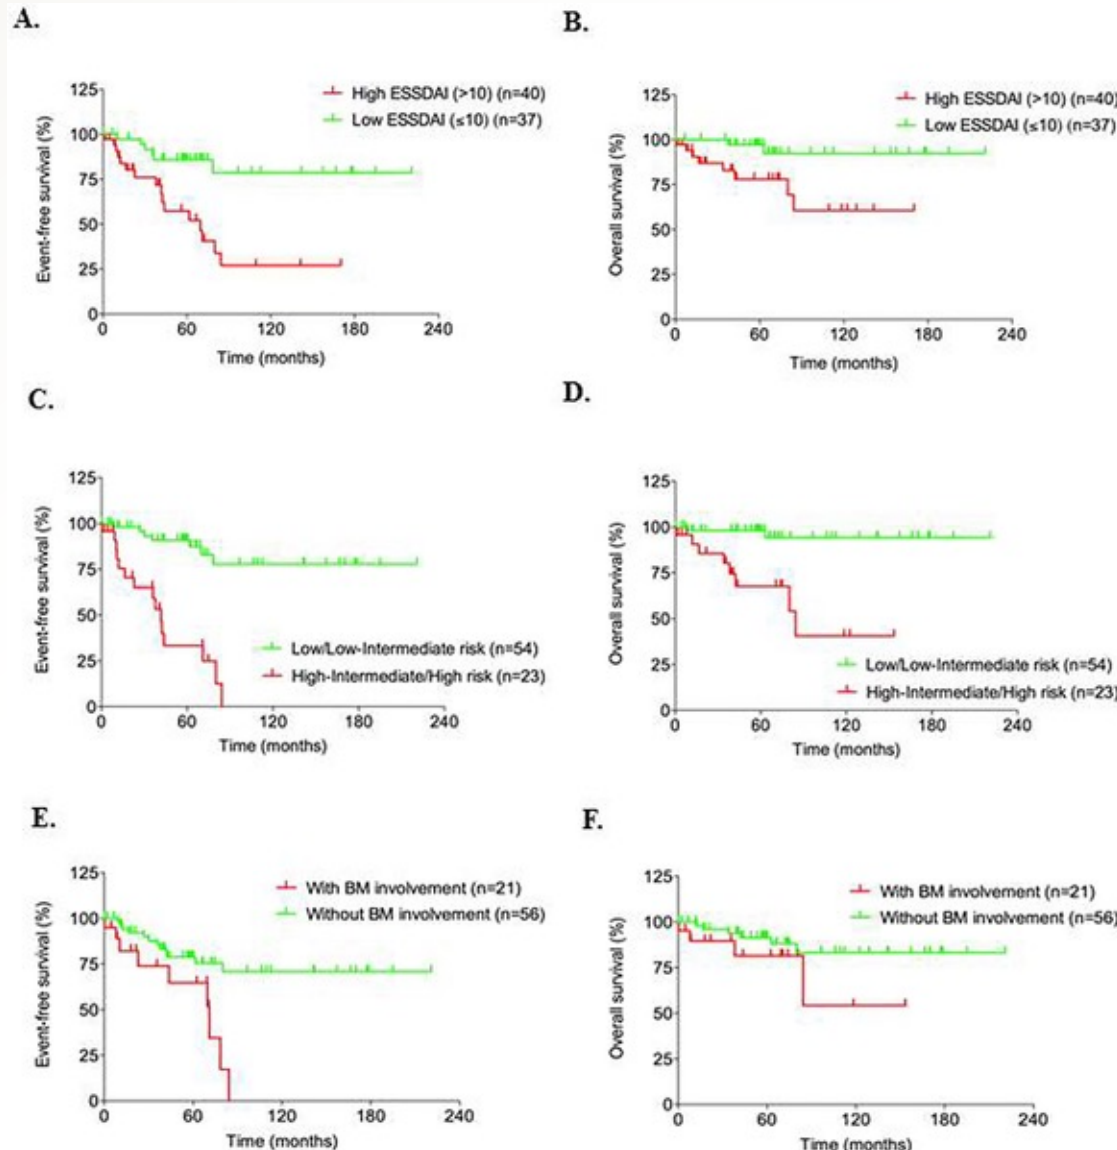 A.
Event-free survival (%)
125
100
75
50
25
0
0 60 120 180 240
Time (months)
High ESSDAI (>10) (n=40)
Low ESSDAI (≤10) (n=37)
B.
Overall survival (%)
125
100
75
50
25
0
0 60 120 180 240
Time (months)
High ESSDAI (>10) (n=40)
Low ESSDAI (≤10) (n=37)
C.
Event-free survival (%)
125
100
75
50
25
0
0 60 120 180 240
Time (months)
Low/Low-Intermediate risk (n=54)
High-Intermediate/High risk (n=23)
D.
Overall survival (%)
125
100
75
50
25
0
0 60 120 180 240
Time (months)
Low/Low-Intermediate risk (n=54)
High-Intermediate/High risk (n=23)
E.
Event-free survival (%)
125
100
75
50
25
0
0 60 120 180 240
Time (months)
With BM involvement (n=21)
Without BM involvement (n=56)
F.
Overall survival (%)
125
100
75
50
25
0
0 60 120 180 240
Time (months)
With BM involvement (n=21)
Without BM involvement (n=56)